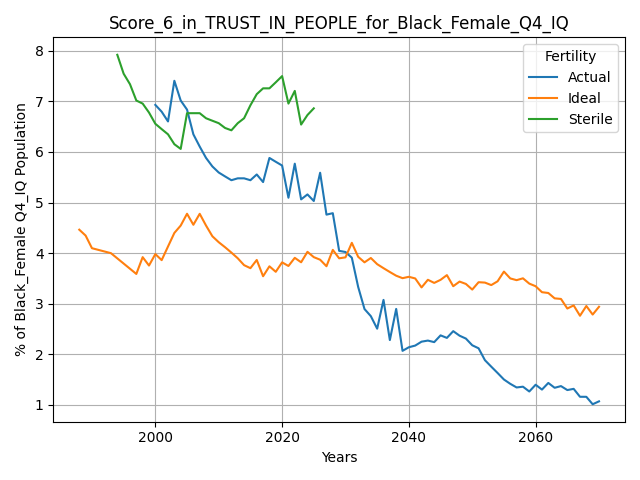 Score_6_in_TRUST_IN_PEOPLE_for_Black_Female_Q4_IQ
% of Black_Female Q4_IQ Population
8
7
6
5
4
3
2
1
Fertility
Actual
Ideal
Sterile
2000 2020 2040 2060
Years